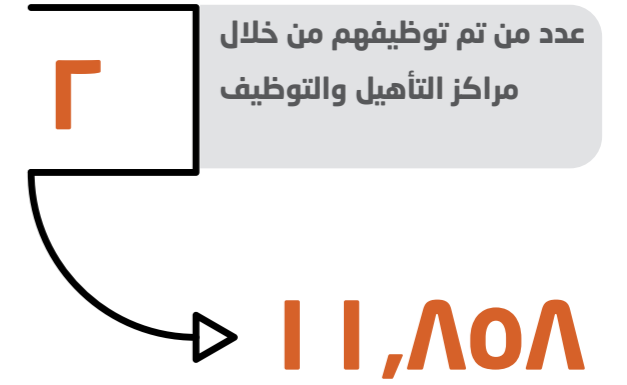 عدد من تم توظيفهم من خلال
مراكز التأهيل والتوظيف
٢
١١,٨٥٨